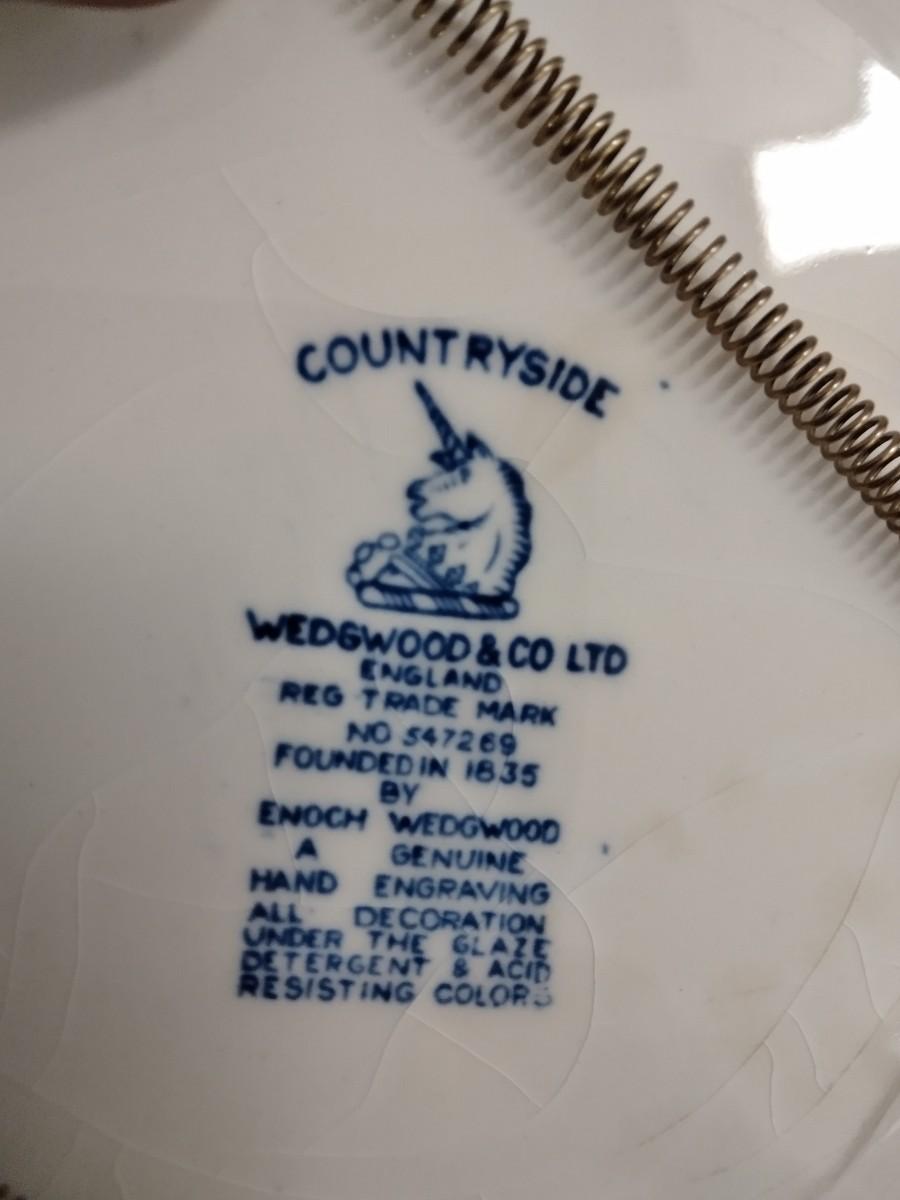 COUNTRYSIDE
WEDGWOOD & CO LTD
ENGLAND
REG TRADE MARK
NO 547269
FOUNDED IN 1835
BY
ENOCH WEDGWOOD
A GENUINE
HAND ENGRAVING
ALL DECORATION
UNDER THE GLAZE
DETERGENT & ACID
RESISTING COLORS